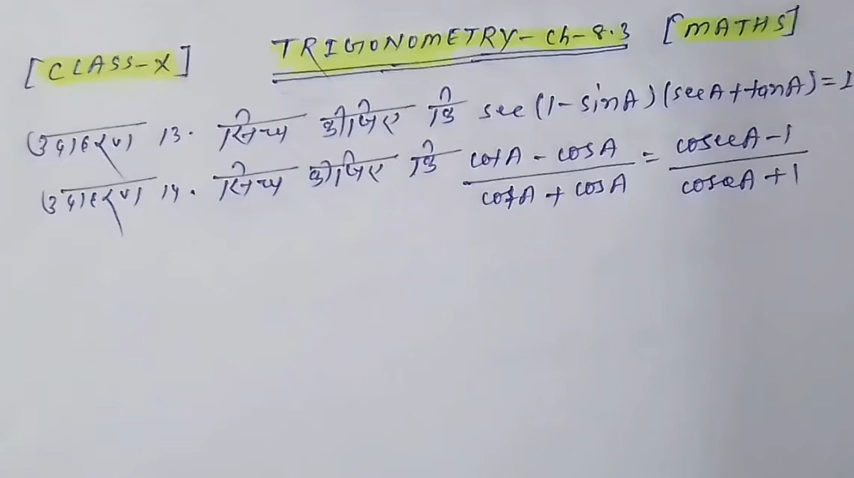 [CLASS-X] TRIGONOMETRY- Ch-8.3 [MATHS]
उदाहरण 13. सिध्ध कीजिए कि sec(1-sinA)(secA+tanA)=1
उदाहरण 14. सिध्ध कीजिए कि cotA - cosA / cotA + cosA = cosecA - 1 / cosecA + 1